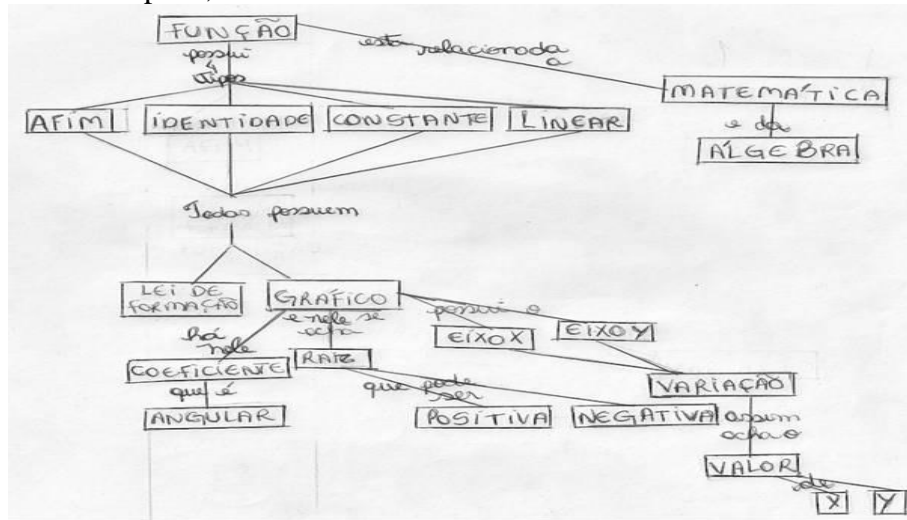 FUNÇÃO
possui
4
tipos
está relacionada
a
MATEMÁTICA
e da
ÁLGEBRA
AFIM
IDENTIDADE
CONSTANTE
LINEAR
Todas possuem
LEI DE
FORMAÇÃO
GRÁFICO
e nele se
acha
há
nele
possui o
EIXO X
EIXO Y
COEFICIENTE
que é
ANGULAR
RAIZ
que pode
ser
POSITIVA
NEGATIVA
VARIAÇÃO
assim
acha o
VALOR
de
X
Y